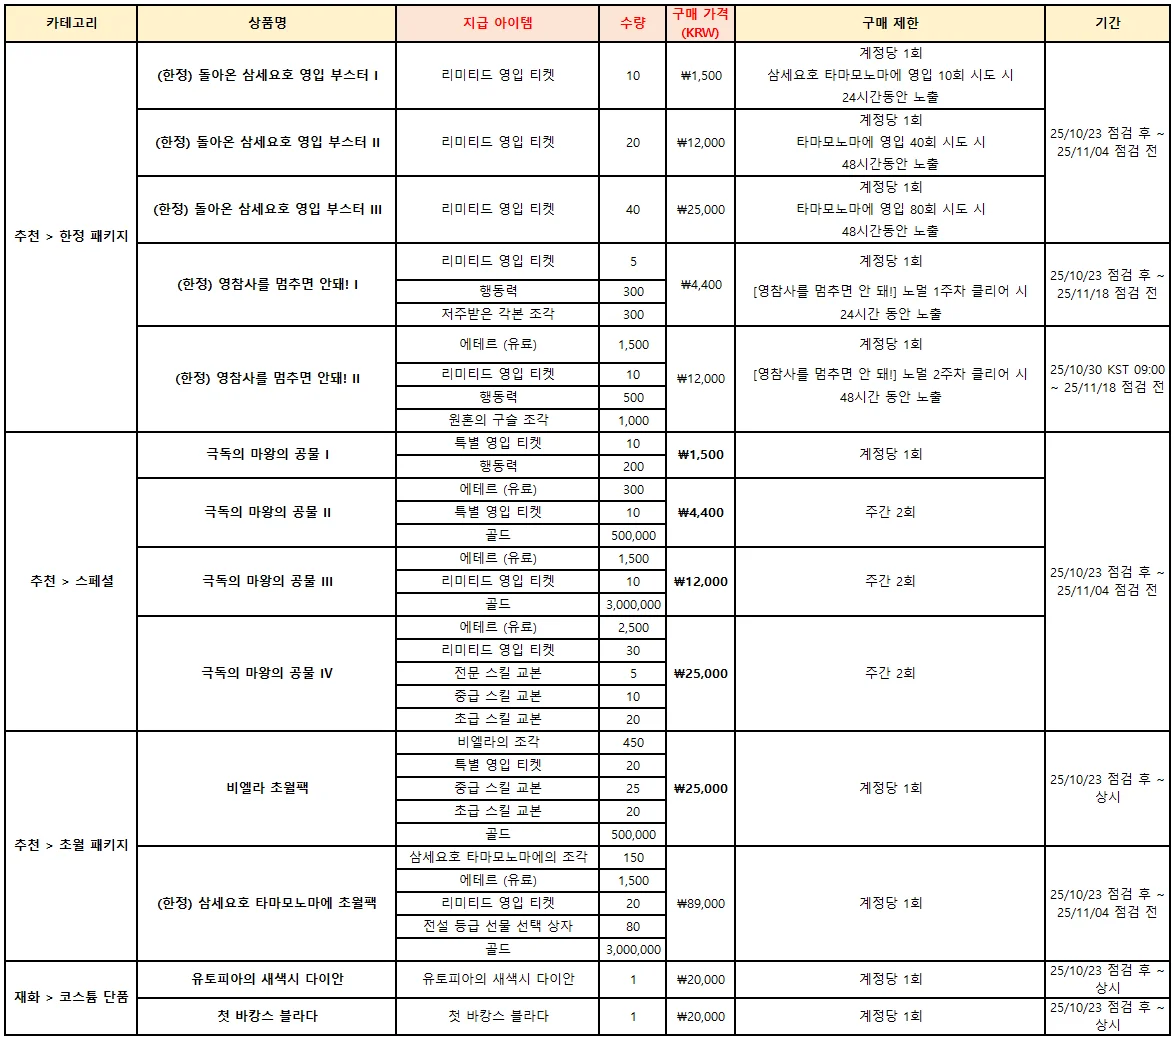 카테고리
상품명
지급 아이템
수량
구매 가격
(KRW)
구매 제한
기간
추천 > 한정 패키지
(한정) 돌아온 삼세요호 영입 부스터 I
리미티드 영입 티켓
10
₩1,500
계정당 1회
삼세요호 타마모노마에 영입 10회 시도 시
24시간동안 노출
25/10/23 점검 후 ~
25/11/04 점검 전
(한정) 돌아온 삼세요호 영입 부스터 II
리미티드 영입 티켓
20
₩12,000
계정당 1회
타마모노마에 영입 40회 시도 시
48시간동안 노출
(한정) 돌아온 삼세요호 영입 부스터 III
리미티드 영입 티켓
40
₩25,000
계정당 1회
타마모노마에 영입 80회 시도 시
48시간동안 노출
(한정) 영참사를 멈추면 안돼! I
리미티드 영입 티켓
5
행동력
300
저주받은 각본 조각
300
₩4,400
계정당 1회
[영참사를 멈추면 안 돼!] 노멀 1주차 클리어 시
24시간 동안 노출
25/10/23 점검 후 ~
25/11/18 점검 전
(한정) 영참사를 멈추면 안돼! II
에테르 (유료)
1,500
리미티드 영입 티켓
10
행동력
500
원혼의 구슬 조각
1,000
₩12,000
계정당 1회
[영참사를 멈추면 안 돼!] 노멀 2주차 클리어 시
48시간 동안 노출
25/10/30 KST 09:00
~ 25/11/18 점검 전
추천 > 스페셜
극독의 마왕의 공물 I
특별 영입 티켓
10
행동력
200
₩1,500
계정당 1회
25/10/23 점검 후 ~
25/11/04 점검 전
극독의 마왕의 공물 II
에테르 (유료)
300
특별 영입 티켓
10
골드
500,000
₩4,400
주간 2회
극독의 마왕의 공물 III
에테르 (유료)
1,500
리미티드 영입 티켓
10
골드
3,000,000
₩12,000
주간 2회
극독의 마왕의 공물 IV
에테르 (유료)
2,500
리미티드 영입 티켓
30
전문 스킬 교본
5
중급 스킬 교본
10
초급 스킬 교본
20
₩25,000
주간 2회
추천 > 초월 패키지
비엘라 초월팩
비엘라의 조각
450
특별 영입 티켓
20
중급 스킬 교본
25
초급 스킬 교본
20
골드
500,000
₩25,000
계정당 1회
25/10/23 점검 후 ~
상시
(한정) 삼세요호 타마모노마에 초월팩
삼세요호 타마모노마에의 조각
150
에테르 (유료)
1,500
리미티드 영입 티켓
20
전설 등급 선물 선택 상자
80
골드
3,000,000
₩89,000
계정당 1회
25/10/23 점검 후 ~
25/11/04 점검 전
재화 > 코스튬 단품
유토피아의 새색시 다이안
유토피아의 새색시 다이안
1
₩20,000
계정당 1회
25/10/23 점검 후 ~
상시
첫 바캉스 블라다
첫 바캉스 블라다
1
₩20,000
계정당 1회
25/10/23 점검 후 ~
상시